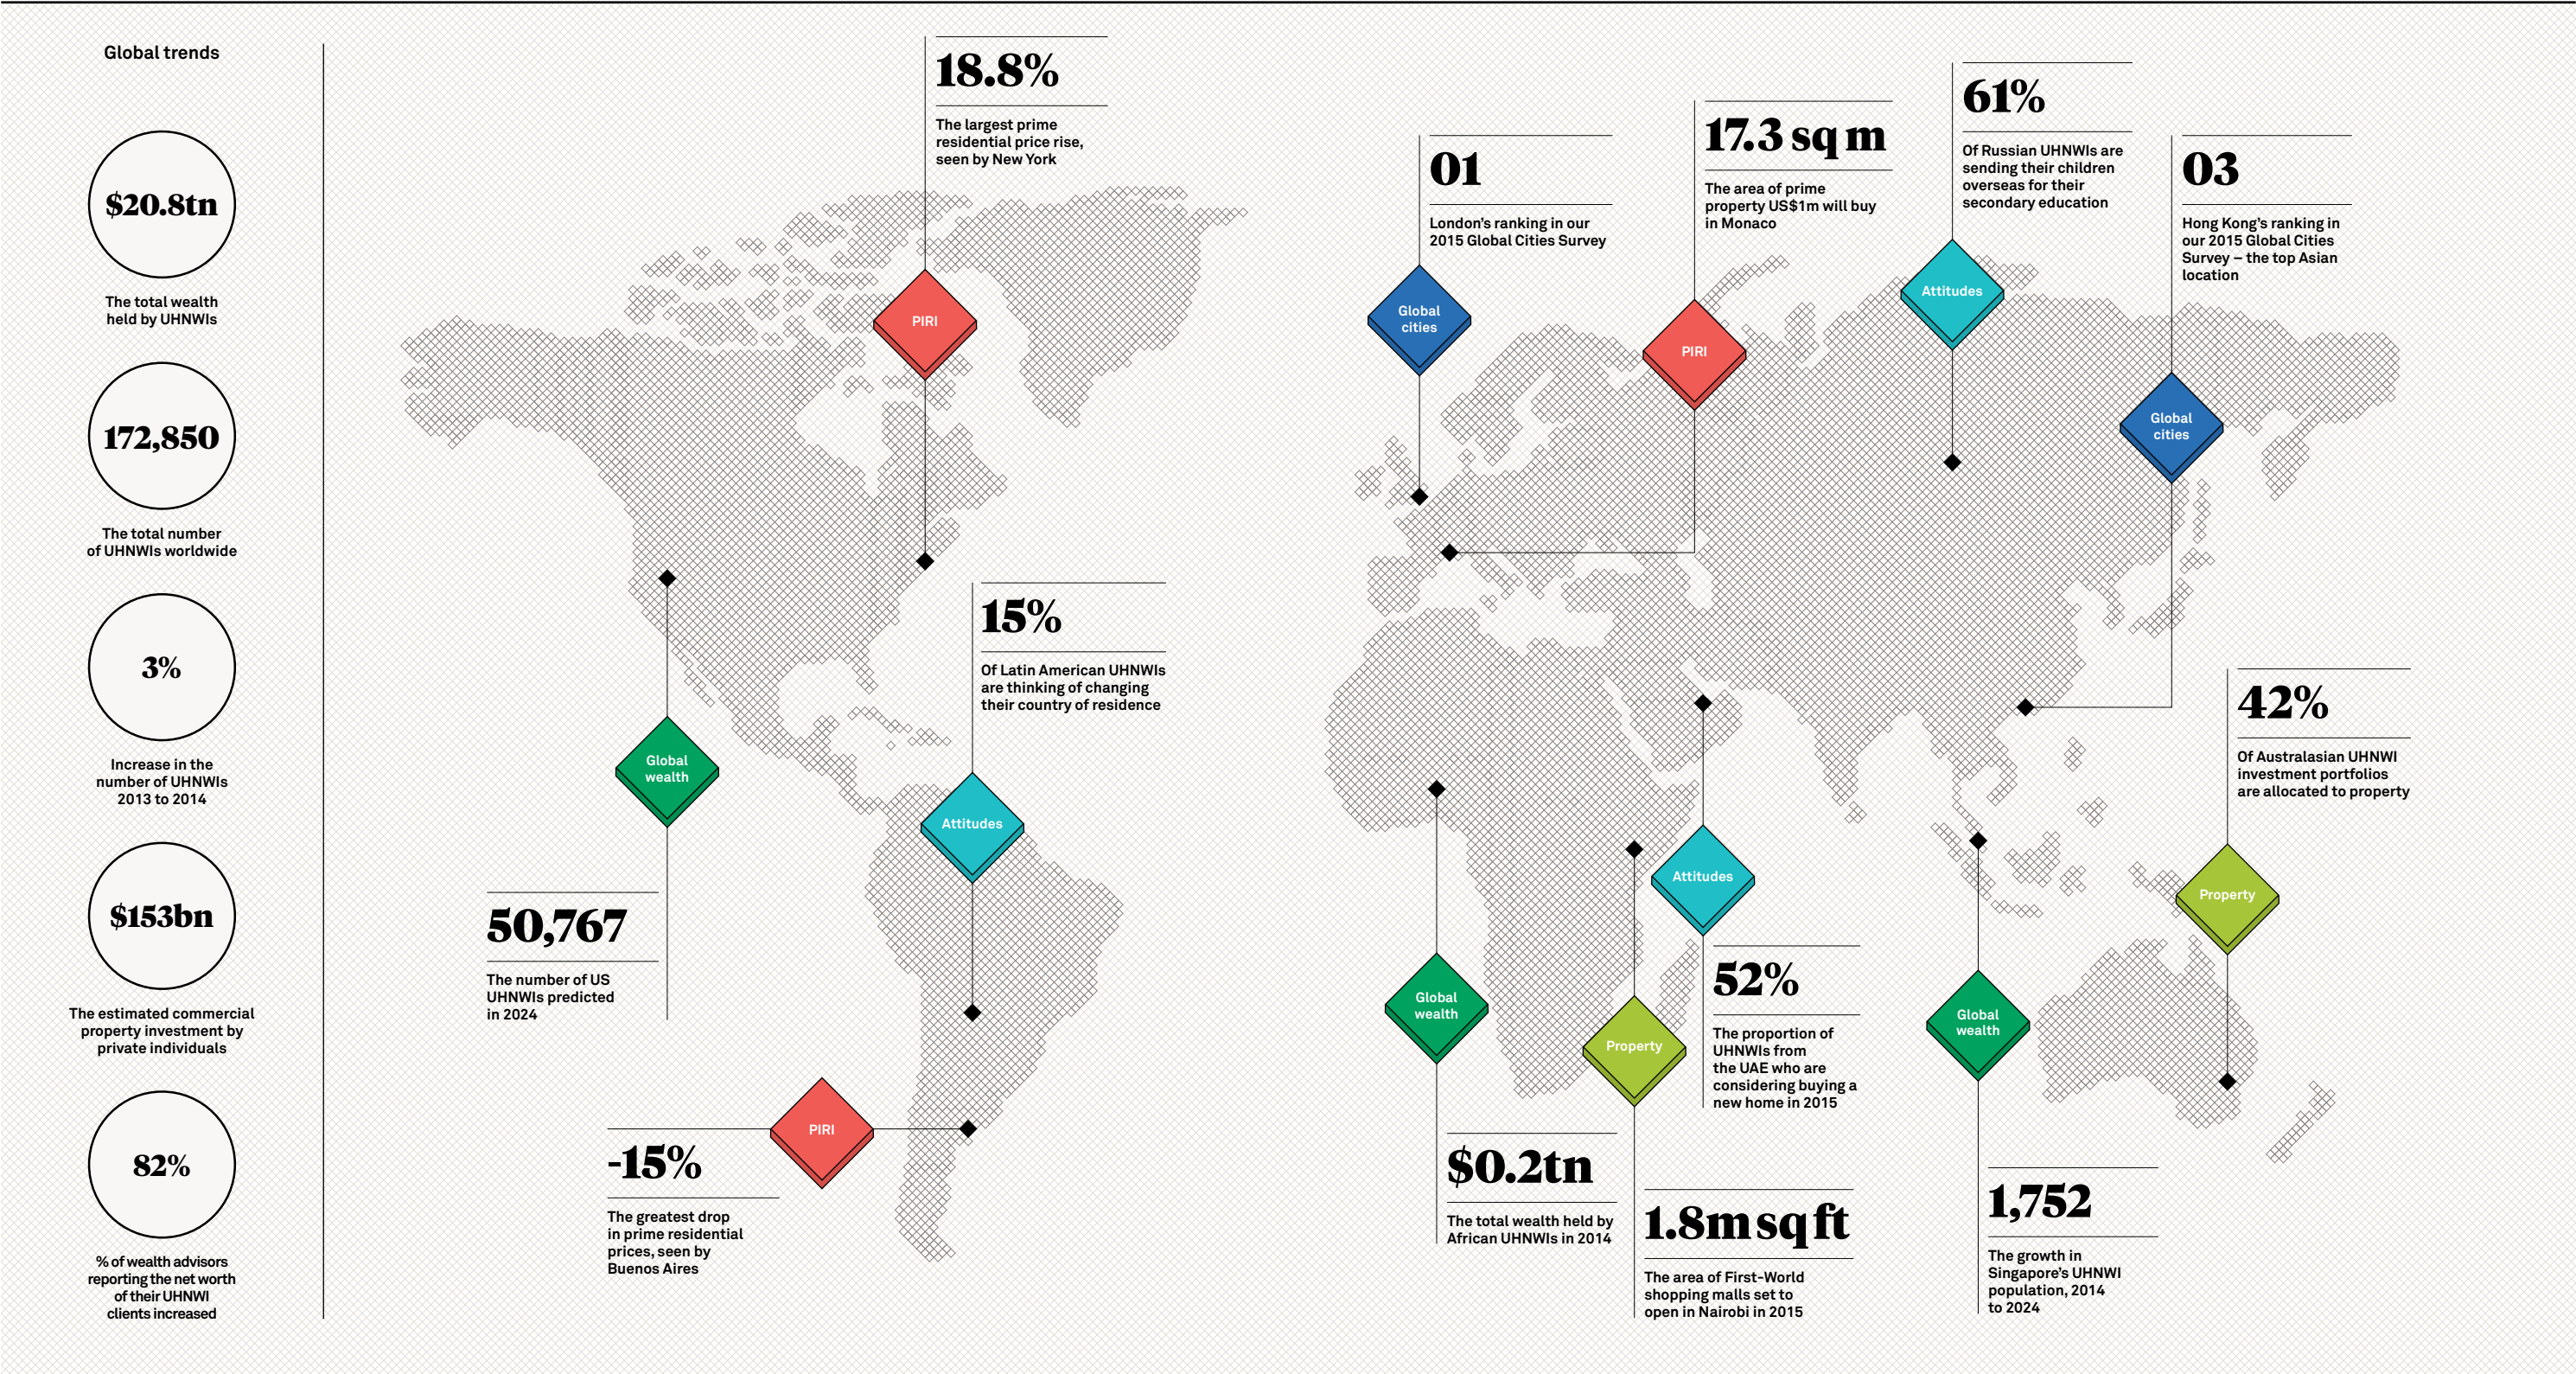 Global trends
$20.8tn
The total wealth
held by UHNWIs
172,850
The total number
of UHNWIs worldwide
3%
Increase in the
number of UHNWIs
2013 to 2014
$153bn
The estimated commercial
property investment by
private individuals
82%
% of wealth advisors
reporting the net worth
of their UHNWI
clients increased
18.8%
The largest prime
residential price rise,
seen by New York
PIRI
50,767
The number of US
UHNWIs predicted
in 2024
Global
wealth
15%
Of Latin American UHNWIs
are thinking of changing
their country of residence
Attitudes
-15%
The greatest drop
in prime residential
prices, seen by
Buenos Aires
PIRI
01
London's ranking in our
2015 Global Cities Survey
Global
cities
17.3 sq m
The area of prime
property US$1m will buy
in Monaco
PIRI
61%
Of Russian UHNWIs are
sending their children
overseas for their
secondary education
Attitudes
03
Hong Kong's ranking in
our 2015 Global Cities
Survey – the top Asian
location
Global
cities
42%
Of Australasian UHNWI
investment portfolios
are allocated to property
Property
Attitudes
52%
The proportion of
UHNWIs from
the UAE who are
considering buying a
new home in 2015
Global
wealth
$0.2tn
The total wealth held by
African UHNWIs in 2014
Property
1.8m sq ft
The area of First-World
shopping malls set to
open in Nairobi in 2015
Global
wealth
1,752
The growth in
Singapore's UHNWI
population, 2014
to 2024